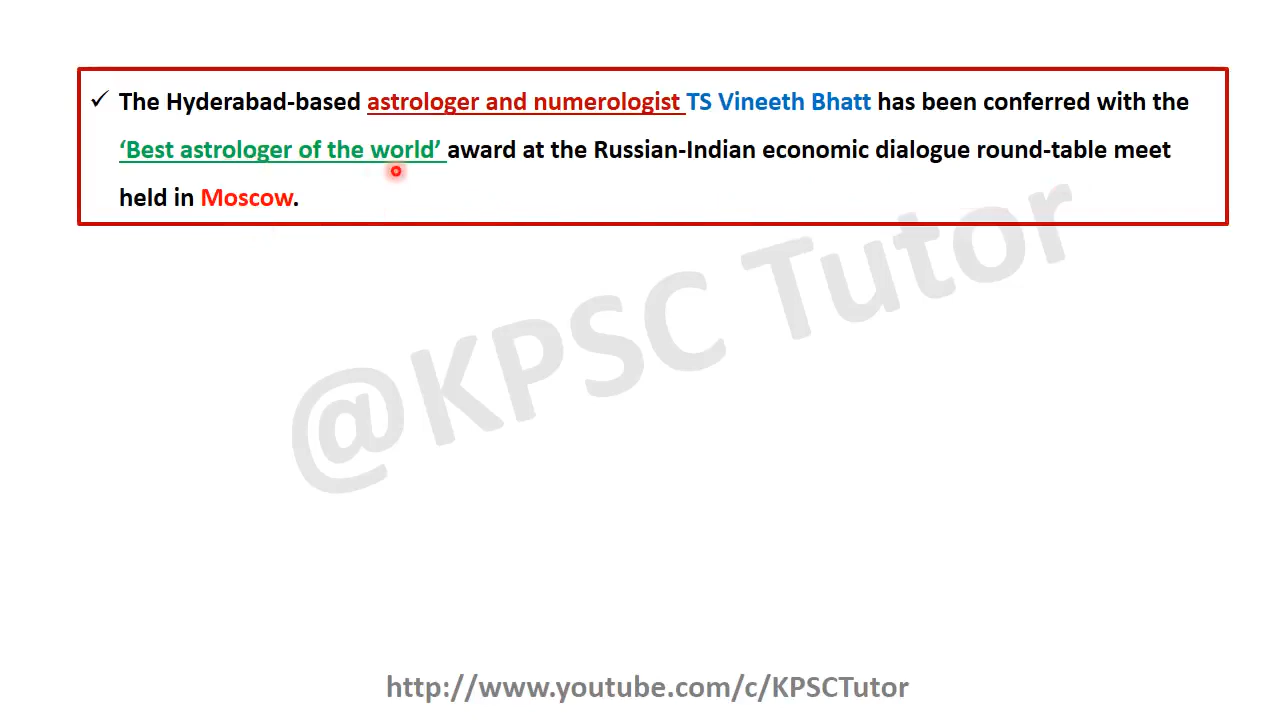 ✓ The Hyderabad-based astrologer and numerologist TS Vineeth Bhatt has been conferred with the
‘Best astrologer of the world’ award at the Russian-Indian economic dialogue round-table meet
held in Moscow.
@KPSC Tutor
http://www.youtube.com/c/KPSCTutor